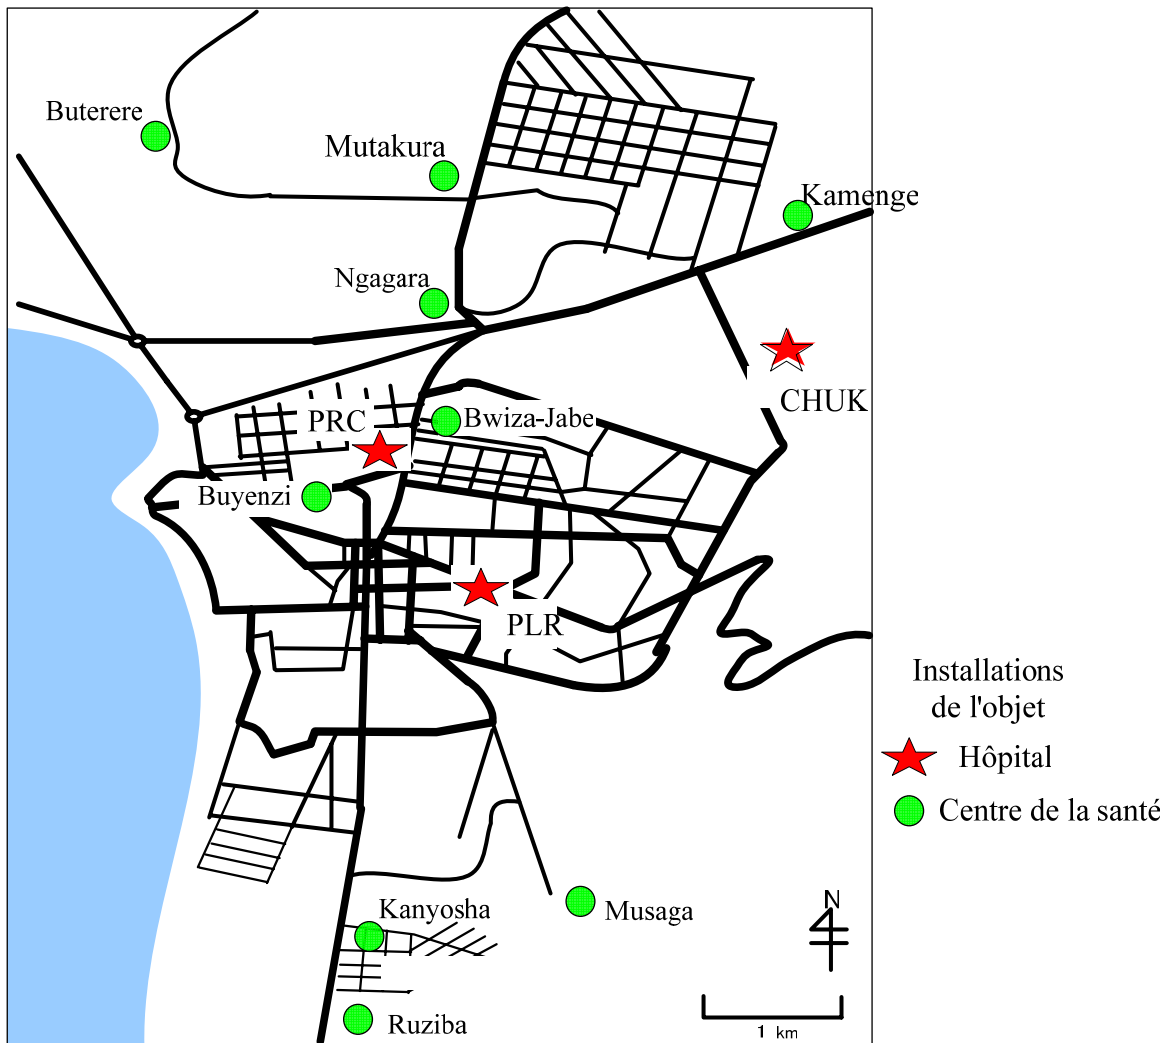 Buterere
Mutakura
Kamenge
Ngagara
CHUK
PRC
Bwiza-Jabe
Buyenzi
PLR
Installations
de l'objet
Hôpital
Centre de la santé
Kanyosha
Musaga
N
Ruziba
1 km